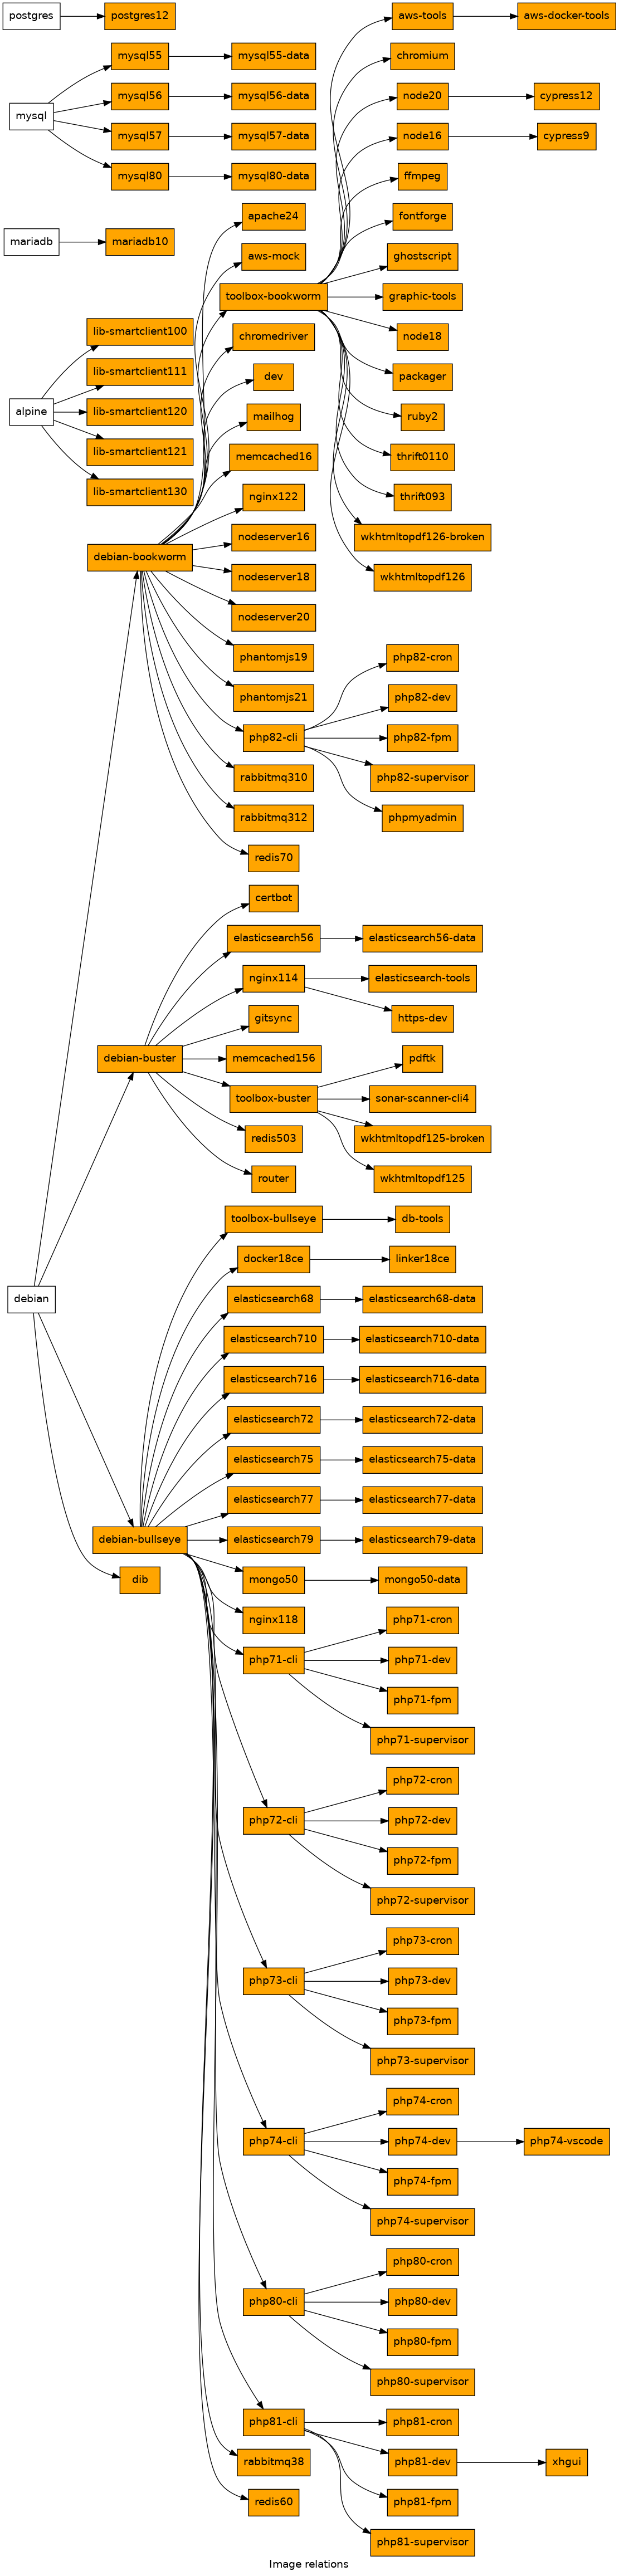 postgres
postgres12
aws-tools
aws-docker-tools
mysql55
mysql55-data
chromium
mysql56
mysql56-data
node20
cypress12
mysql
mysql57
mysql57-data
node16
cypress9
mysql80
mysql80-data
ffmpeg
apache24
fontforge
mariadb
mariadb10
aws-mock
ghostscript
toolbox-bookworm
graphic-tools
lib-smartclient100
chromedriver
node18
lib-smartclient111
dev
packager
alpine
lib-smartclient120
mailhog
ruby2
lib-smartclient121
memcached16
thrift0110
lib-smartclient130
nginx122
thrift093
nodeserver16
wkhtmltopdf126-broken
debian-bookworm
nodeserver18
wkhtmltopdf126
nodeserver20
phantomjs19
php82-cron
phantomjs21
php82-dev
php82-cli
php82-fpm
rabbitmq310
php82-supervisor
rabbitmq312
phpmyadmin
redis70
certbot
elasticsearch56
elasticsearch56-data
nginx114
elasticsearch-tools
gitsync
https-dev
debian-buster
memcached156
pdftk
toolbox-buster
sonar-scanner-cli4
redis503
wkhtmltopdf125-broken
router
wkhtmltopdf125
toolbox-bullseye
db-tools
docker18ce
linker18ce
debian
elasticsearch68
elasticsearch68-data
elasticsearch710
elasticsearch710-data
elasticsearch716
elasticsearch716-data
elasticsearch72
elasticsearch72-data
elasticsearch75
elasticsearch75-data
elasticsearch77
elasticsearch77-data
debian-bullseye
elasticsearch79
elasticsearch79-data
dib
mongo50
mongo50-data
nginx118
php71-cron
php71-cli
php71-dev
php71-fpm
php71-supervisor
php72-cron
php72-cli
php72-dev
php72-fpm
php72-supervisor
php73-cron
php73-cli
php73-dev
php73-fpm
php73-supervisor
php74-cron
php74-cli
php74-dev
php74-vscode
php74-fpm
php74-supervisor
php80-cron
php80-cli
php80-dev
php80-fpm
php80-supervisor
php81-cli
php81-cron
rabbitmq38
php81-dev
xhgui
redis60
php81-fpm
php81-supervisor
Image relations